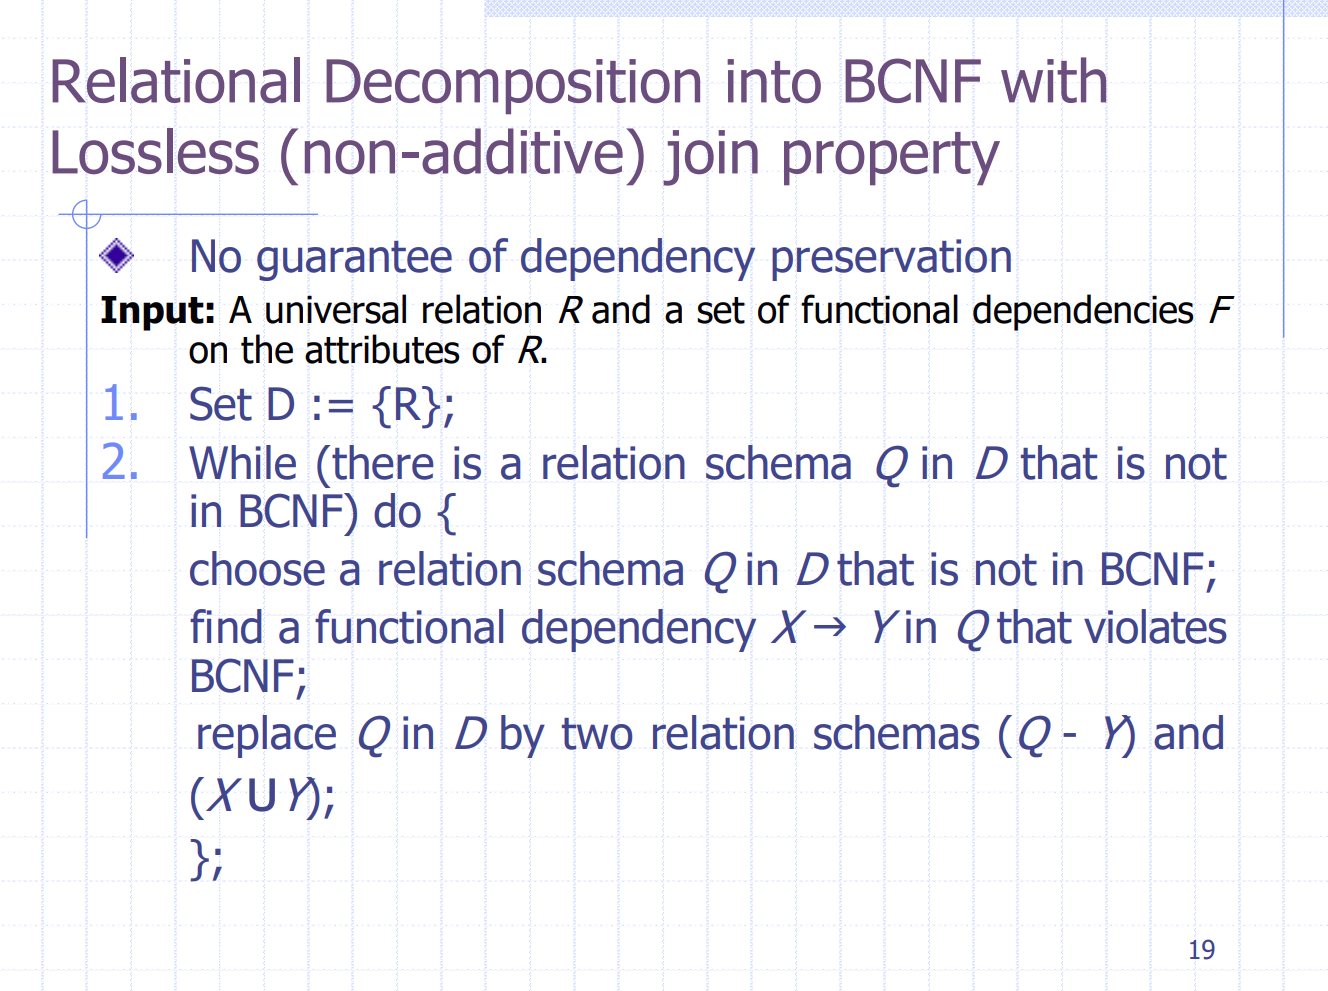 Relational Decomposition into BCNF with
Lossless (non-additive) join property
No guarantee of dependency preservation
Input: A universal relation R and a set of functional dependencies F
on the attributes of R.
1. Set D := {R};
2. While (there is a relation schema Q in D that is not
in BCNF) do {
choose a relation schema Q in D that is not in BCNF;
find a functional dependency X → Y in Q that violates
BCNF;
replace Q in D by two relation schemas (Q - Y) and
(X ∪ Y);
};
19